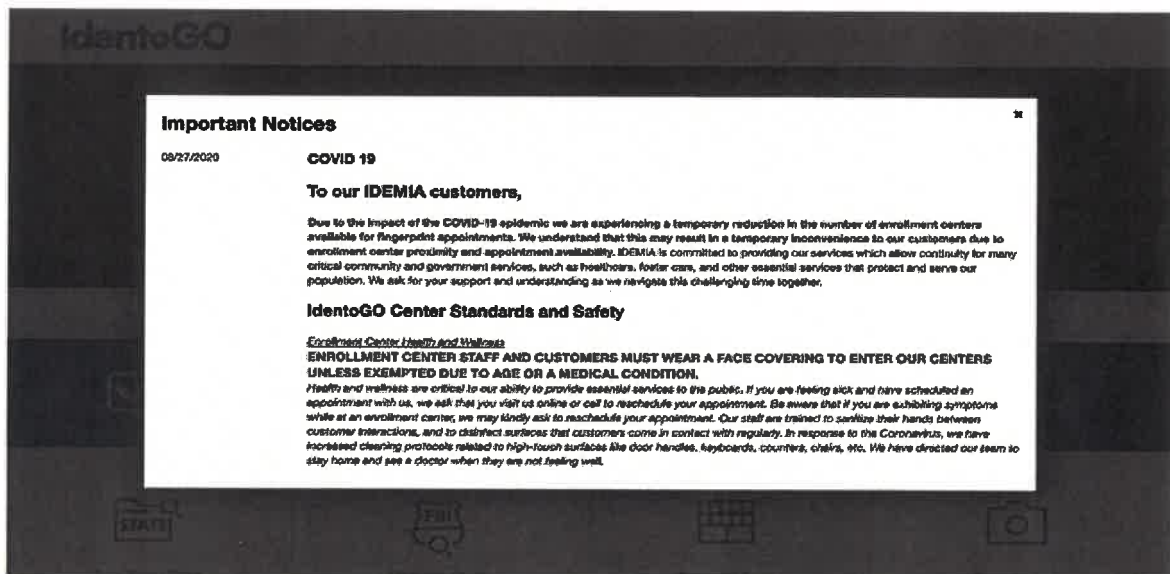 IdentoGO
Important Notices
08/27/2020
COVID 19
To our IDEMIA customers,
Due to the impact of the COVID-19 epidemic we are experiencing a temporary reduction in the number of enrollment centers
available for fingerprint appointments. We understand that this may result in a temporary inconvenience to our customers due to
enrollment center proximity and appointment availability. IDEMIA is committed to providing our services which allow continuity for many
critical community and government services, such as healthcare, foster care, and other essential services that protect and serve our
population. We ask for your support and understanding as we navigate this challenging time together.
IdentoGO Center Standards and Safety
Enrollment Center Health and Wellness
ENROLLMENT CENTER STAFF AND CUSTOMERS MUST WEAR A FACE COVERING TO ENTER OUR CENTERS
UNLESS EXEMPTED DUE TO AGE OR A MEDICAL CONDITION.
Health and wellness are critical to our ability to provide essential services to the public. If you are feeling sick and have scheduled an
appointment with us, we ask that you visit us online or call to reschedule your appointment. Be aware that if you are exhibiting symptoms
while at an enrollment center, we may kindly ask to reschedule your appointment. Our staff are trained to sanitize their hands between
customer interactions, and to disinfect surfaces that customers come in contact with regularly. In response to the Coronavirus, we have
increased cleaning protocols related to high-touch surfaces like door handles, keyboards, counters, chairs, etc. We have directed our team to
stay home and see a doctor when they are not feeling well.
STATE
FBI